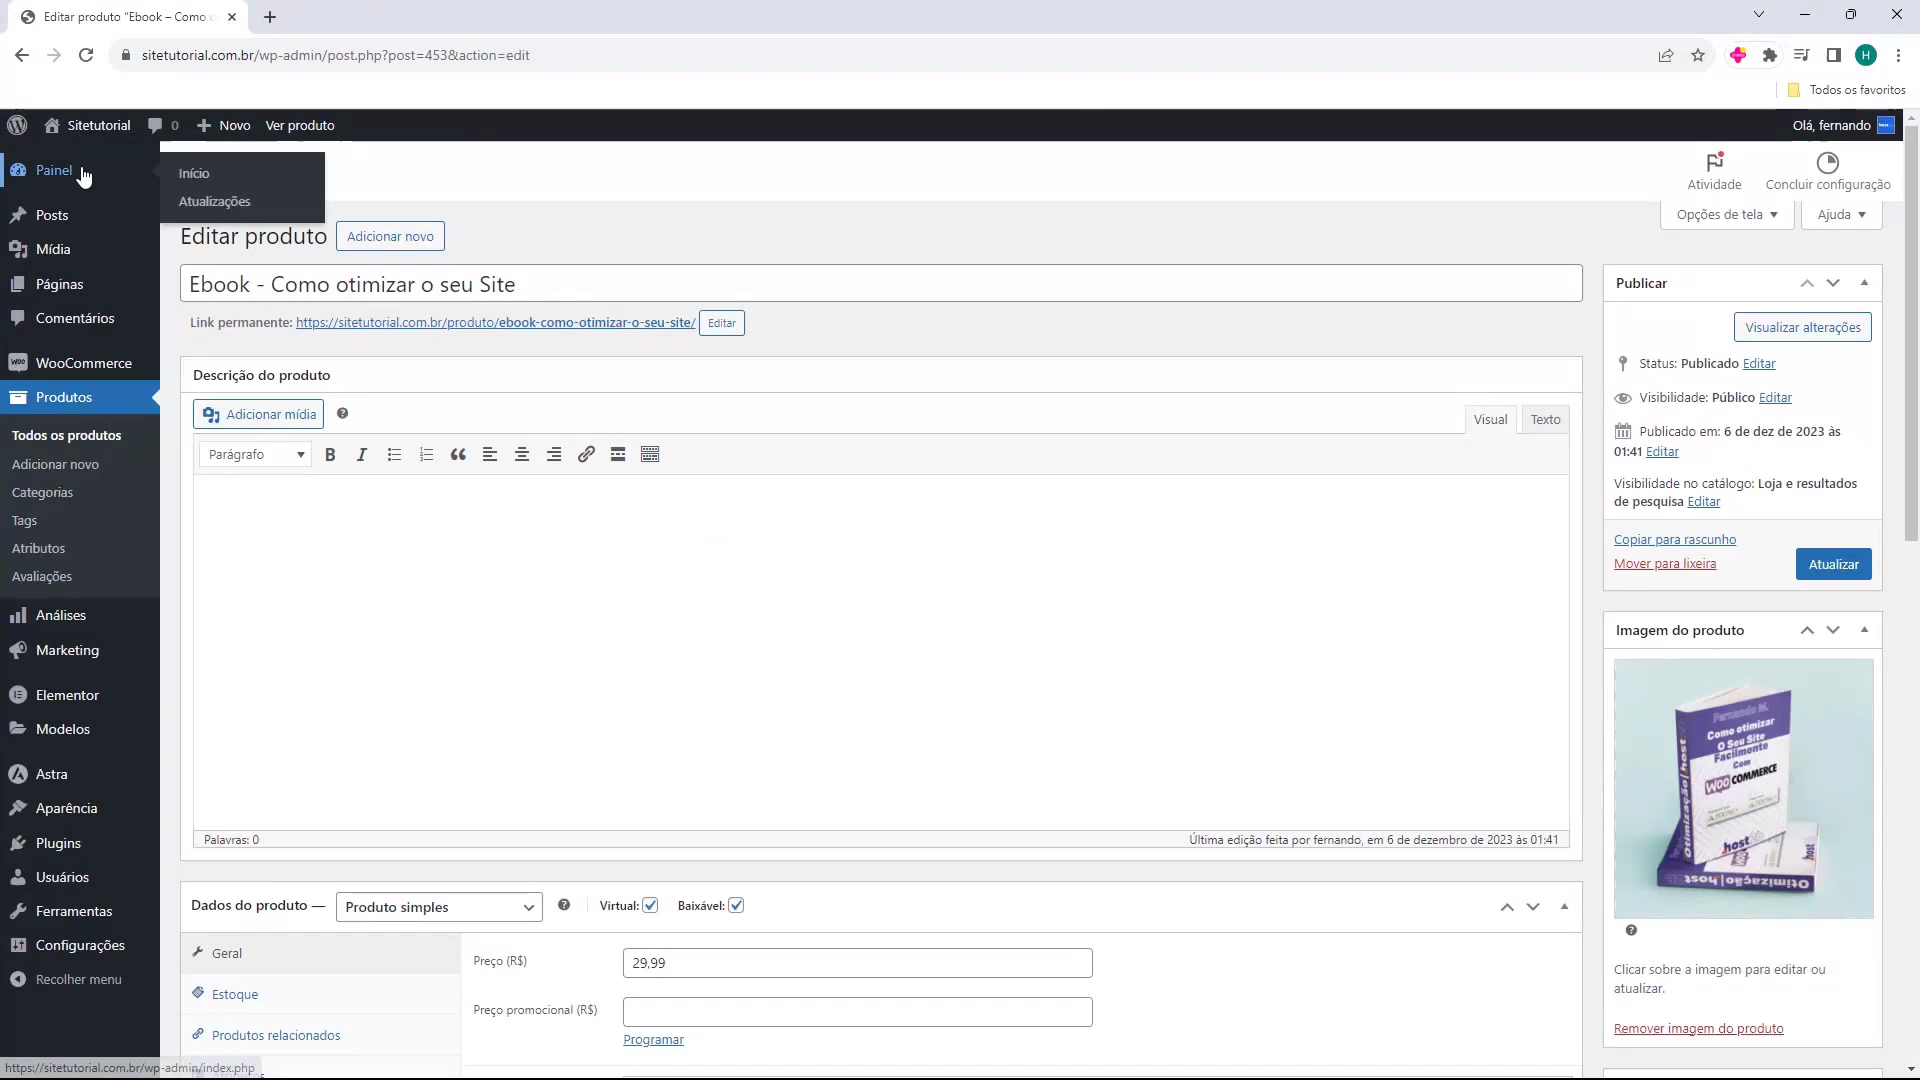 Editar produto "Ebook – Como o
sitetutorial.com.br/wp-admin/post.php?post=453&action=edit
H
Todos os favoritos
Sitetutorial
0
Novo
Ver produto
Olá, fernando
Painel
Início
Atualizações
Atividade
Concluir configuração
Opções de tela
Ajuda
Posts
Mídia
Páginas
Comentários
WooCommerce
Produtos
Todos os produtos
Adicionar novo
Categorias
Tags
Atributos
Avaliações
Análises
Marketing
Elementor
Modelos
Astra
Aparência
Plugins
Usuários
Ferramentas
Configurações
Recolher menu
Editar produto
Adicionar novo
Ebook - Como otimizar o seu Site
Link permanente: https://sitetutorial.com.br/produto/ebook-como-otimizar-o-seu-site/ Editar
Descrição do produto
Adicionar mídia
Visual
Texto
Parágrafo
B
I
Palavras: 0
Última edição feita por fernando, em 6 de dezembro de 2023 às 01:41
Dados do produto —
Produto simples
Virtual:
Baixável:
Geral
Estoque
Produtos relacionados
Preço (R$)
29,99
Preço promocional (R$)
Programar
Publicar
Visualizar alterações
Status: Publicado Editar
Visibilidade: Público Editar
Publicado em: 6 de dez de 2023 às
01:41 Editar
Visibilidade no catálogo: Loja e resultados
de pesquisa Editar
Copiar para rascunho
Mover para lixeira
Atualizar
Imagem do produto
Fernando M.
Como otimizar
O Seu Site
Facilmente
Com
WOO COMMERCE
host
Otimização|host
Otimização|host
Clicar sobre a imagem para editar ou
atualizar.
Remover imagem do produto
https://sitetutorial.com.br/wp-admin/index.php